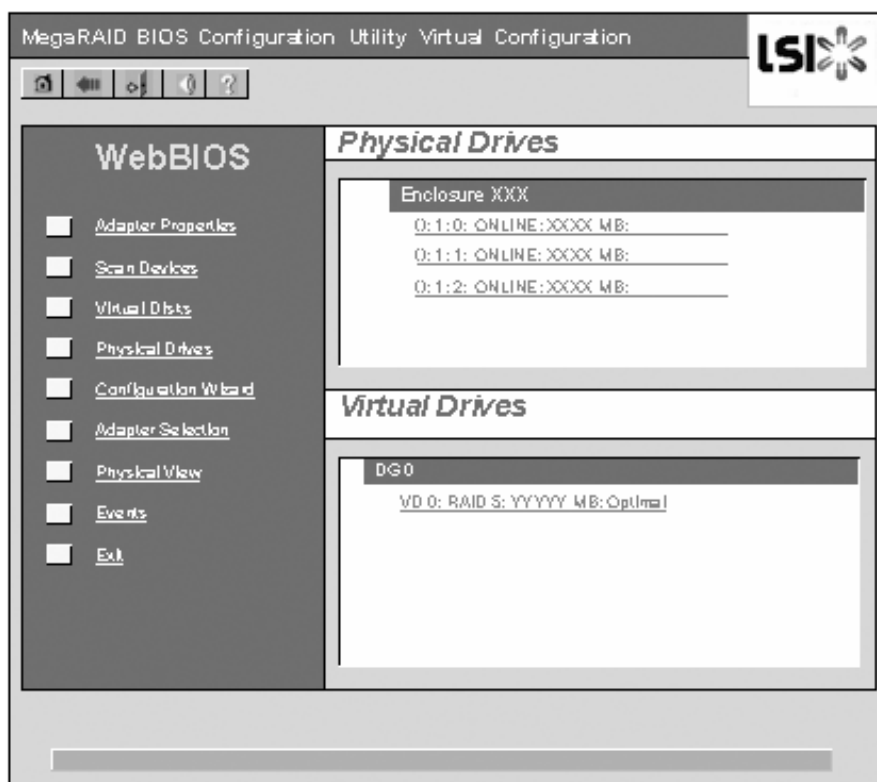 MegaRAID BIOS Configuration Utility Virtual Configuration
LSI
?
WebBIOS
Adapter Properties
Scan Devices
Virtual Disks
Physical Drives
Configuration Wizard
Adapter Selection
Physical View
Events
Exit
Physical Drives
Enclosure XXX
0:1:0: ONLINE:XXXX MB:
0:1:1: ONLINE:XXXX MB:
0:1:2: ONLINE:XXXX MB:
Virtual Drives
DG0
VD 0: RAID 5: YYYYY MB:Optimal